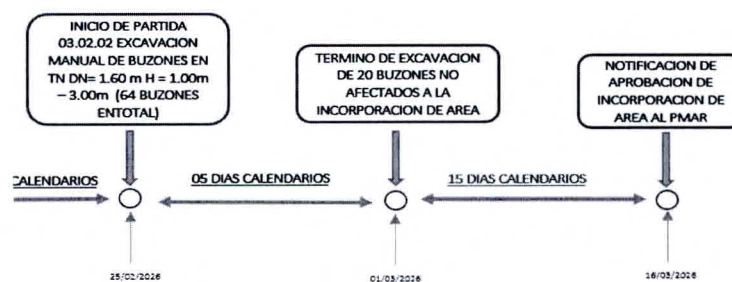 INICIO DE PARTIDA
03.02.02 EXCAVACION
MANUAL DE BUZONES EN
TN DN= 1.60 m H = 1.00m
– 3.00m (64 BUZONES
ENTOTAL)
TERMINO DE EXCAVACION
DE 20 BUZONES NO
AFECTADOS A LA
INCORPORACION DE AREA
NOTIFICACION DE
APROBACION DE
INCORPORACION DE
AREA AL PMAR
CALENDARIOS
05 DIAS CALENDARIOS
15 DIAS CALENDARIOS
25/02/2026
01/03/2026
16/03/2026